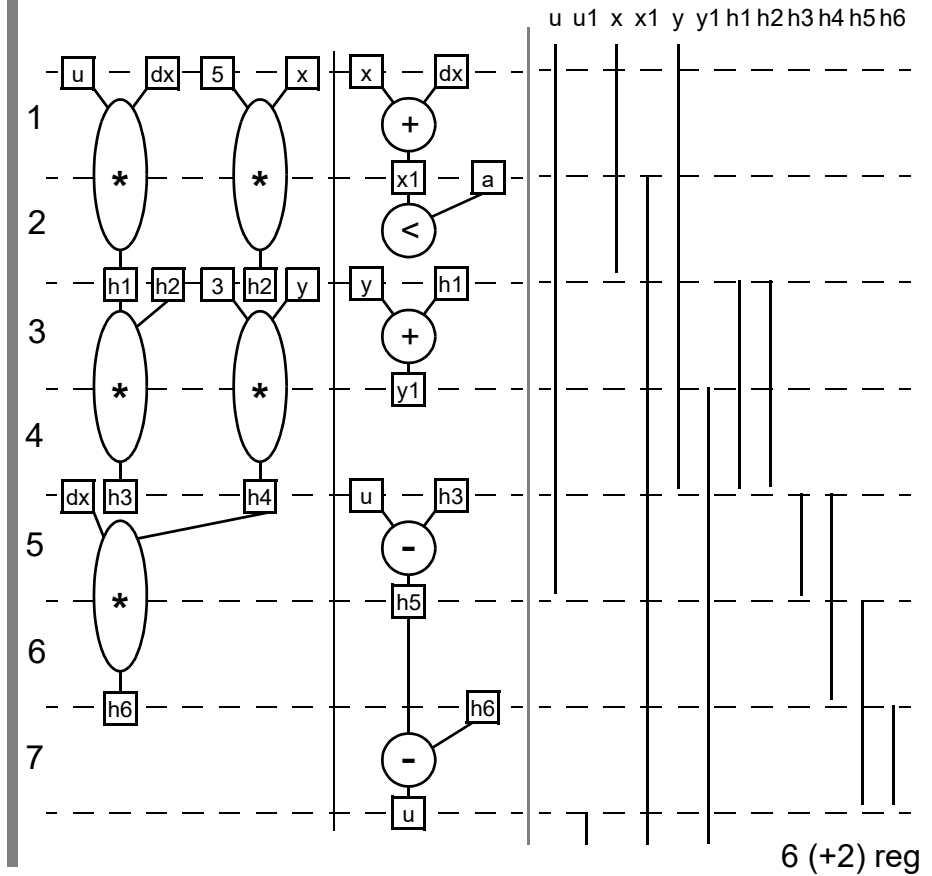 u u1 x x1 y y1 h1 h2 h3 h4 h5 h6
u dx 5 x x dx
1 +
* * x1 a
2 <
h1 h2 3 h2 y y h1
3 +
* * y1
4
dx h3 h4 u h3
5 -
* h5
6
h6 h6
7 -
u
6 (+2) reg